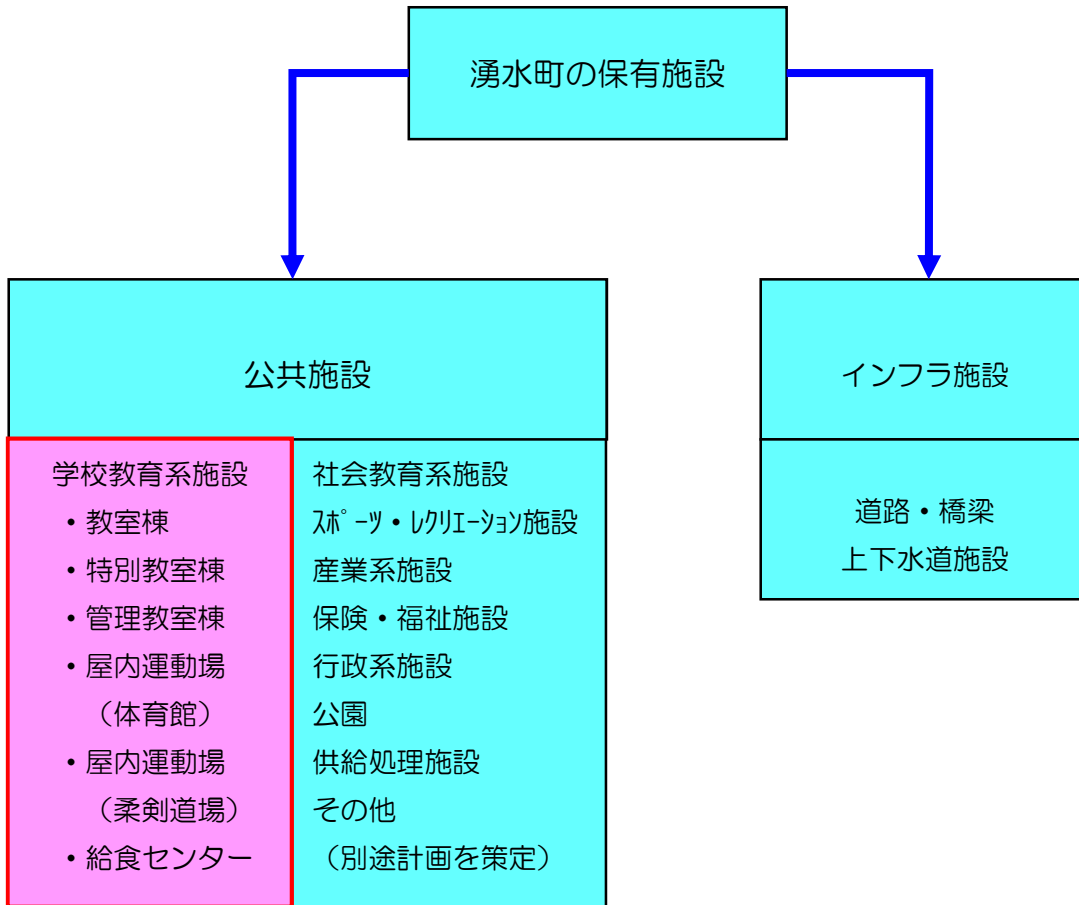 湧水町の保有施設
公共施設
インフラ施設
学校教育系施設
・教室棟
・特別教室棟
・管理教室棟
・屋内運動場
（体育館）
・屋内運動場
（柔剣道場）
・給食センター
社会教育系施設
ｽﾎﾟｰﾂ・ﾚｸﾘｴｰｼｮﾝ施設
産業系施設
保険・福祉施設
行政系施設
公園
供給処理施設
その他
（別途計画を策定）
道路・橋梁
上下水道施設